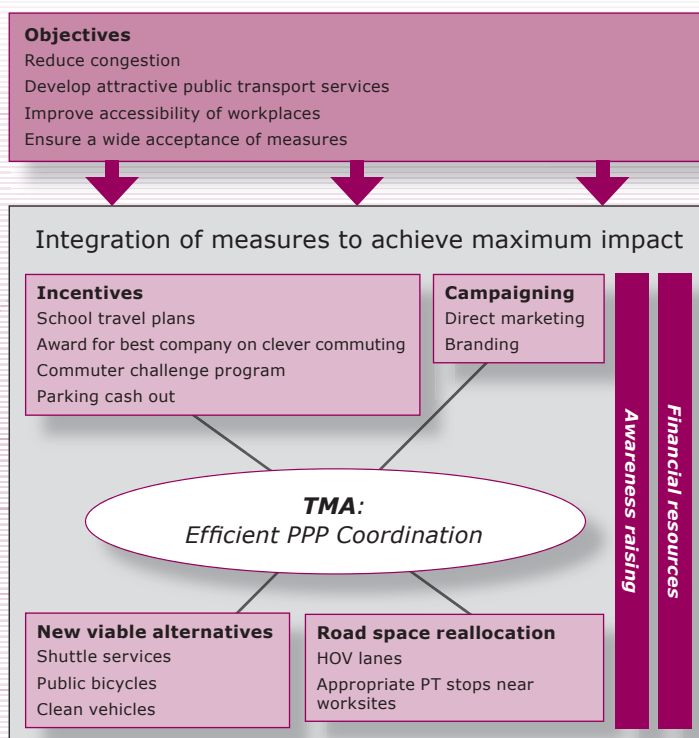 Objectives
Reduce congestion
Develop attractive public transport services
Improve accessibility of workplaces
Ensure a wide acceptance of measures
Integration of measures to achieve maximum impact
Incentives
School travel plans
Award for best company on clever commuting
Commuter challenge program
Parking cash out
Campaigning
Direct marketing
Branding
Awareness raising
Financial resources
TMA:
Efficient PPP Coordination
New viable alternatives
Shuttle services
Public bicycles
Clean vehicles
Road space reallocation
HOV lanes
Appropriate PT stops near
worksites